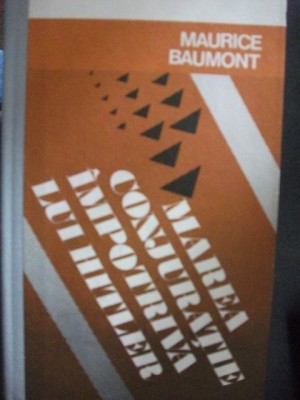 MAURICE
BAUMONT
MAREA
CONJURAȚIE
ÎMPOTRIVA
LUI HITLER